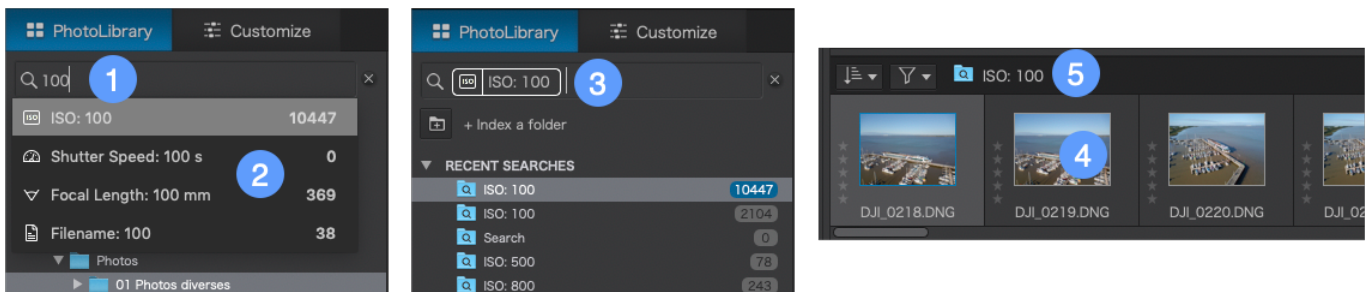 PhotoLibrary Customize
100 1
ISO ISO: 100 10447
Shutter Speed: 100 s 0
2
Focal Length: 100 mm 369
Filename: 100 38
Photos
01 Photos diverses
PhotoLibrary Customize
ISO ISO: 100 3
+ Index a folder
RECENT SEARCHES
ISO: 100 10447
ISO: 100 2104
Search 0
ISO: 500 78
ISO: 800 243
ISO: 100 5
4
DJI_0218.DNG DJI_0219.DNG DJI_0220.DNG DJI_02